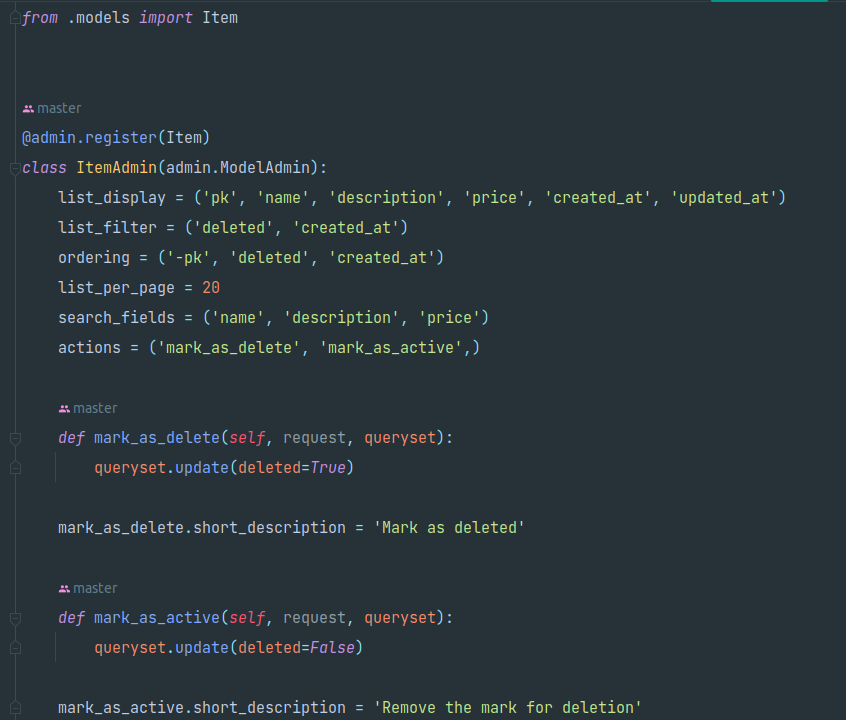 from .models import Item
master
@admin.register(Item)
class ItemAdmin(admin.ModelAdmin):
    list_display = ('pk', 'name', 'description', 'price', 'created_at', 'updated_at')
    list_filter = ('deleted', 'created_at')
    ordering = ('-pk', 'deleted', 'created_at')
    list_per_page = 20
    search_fields = ('name', 'description', 'price')
    actions = ('mark_as_delete', 'mark_as_active',)
master
    def mark_as_delete(self, request, queryset):
        queryset.update(deleted=True)
    mark_as_delete.short_description = 'Mark as deleted'
master
    def mark_as_active(self, request, queryset):
        queryset.update(deleted=False)
    mark_as_active.short_description = 'Remove the mark for deletion'